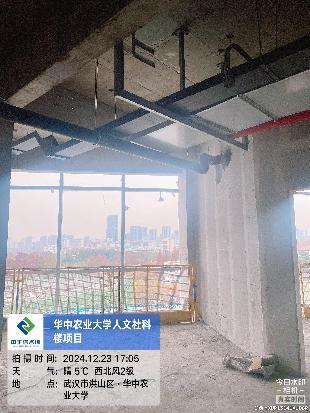 华中农业大学人文社科
楼项目
拍摄时间: 2024.12.23 17:05
天 气: 晴 5℃ 西北风2级
地 点: 武汉市洪山区·华中农
业大学
今日水印
相机
真实时间